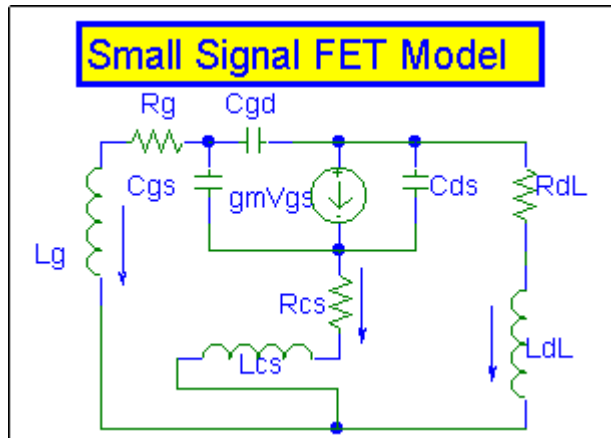 Small Signal FET Model
Rg
Cgd
Cgs
gmVgs
Cds
RdL
Lg
Rcs
Lcs
LdL